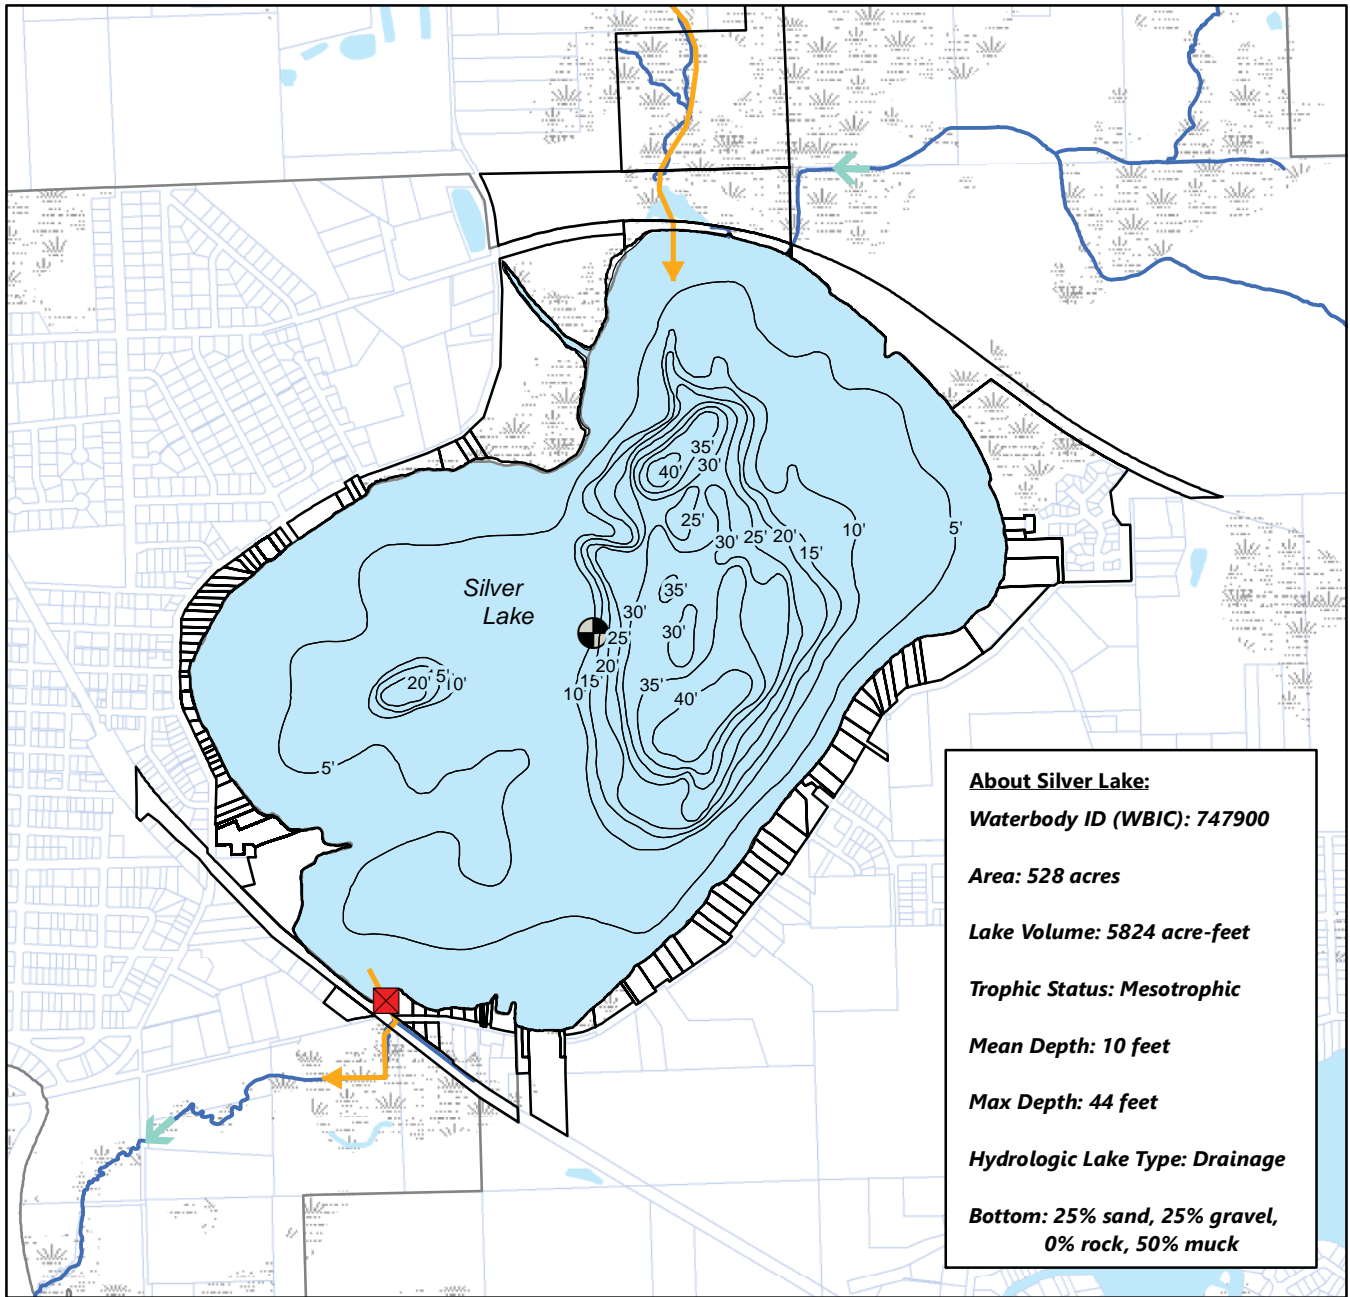 35'
30'
40'
25'
30'
25'
20'
15'
10'
5'
Silver
Lake
35'
30'
30'
25'
20'
15'
10'
35'
40'
20'
5'
10'
5'
About Silver Lake:
Waterbody ID (WBIC): 747900
Area: 528 acres
Lake Volume: 5824 acre-feet
Trophic Status: Mesotrophic
Mean Depth: 10 feet
Max Depth: 44 feet
Hydrologic Lake Type: Drainage
Bottom: 25% sand, 25% gravel,
0% rock, 50% muck